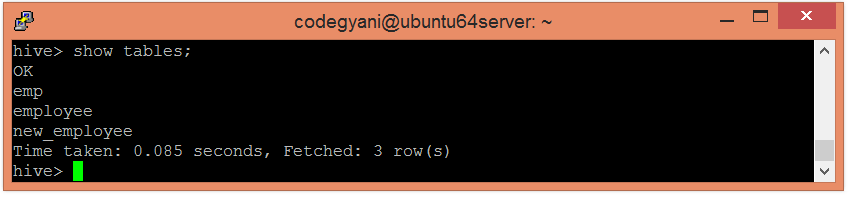 codegyani@ubuntu64server: ~
hive> show tables;
OK
emp
employee
new_employee
Time taken: 0.085 seconds, Fetched: 3 row(s)
hive>